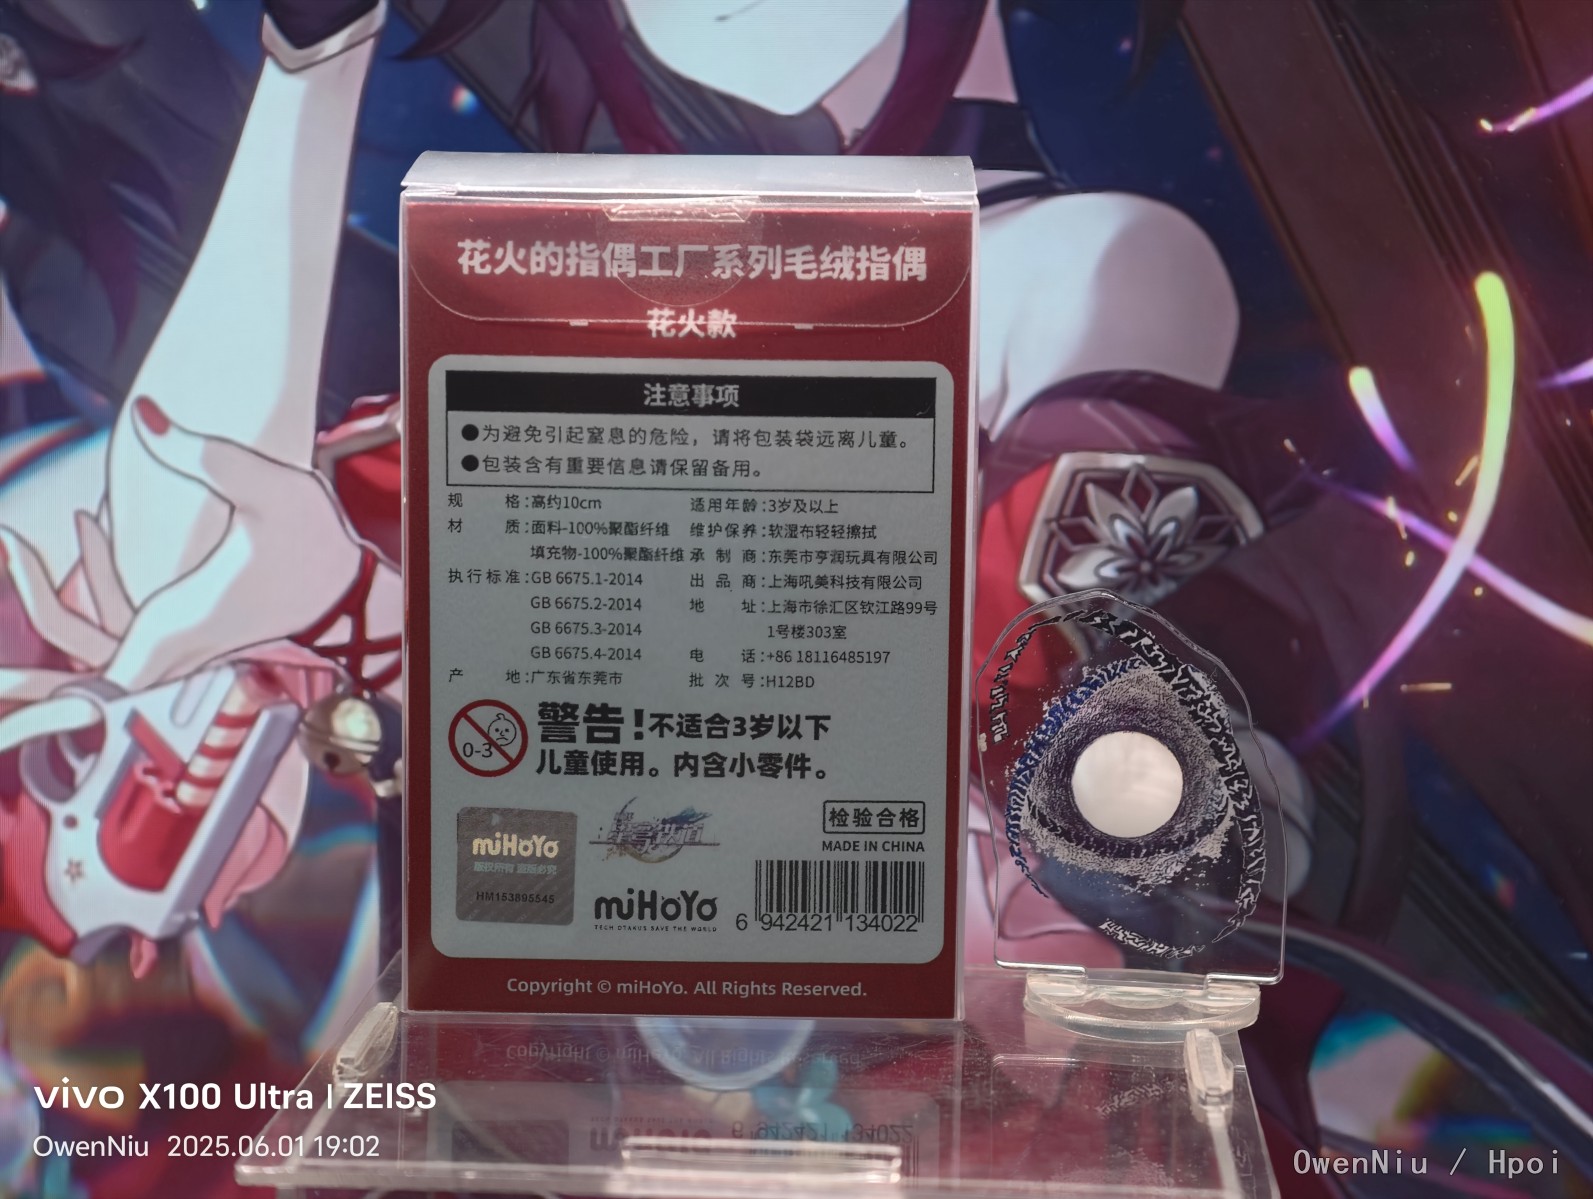 花火的指偶工厂系列毛绒指偶
花火款
注意事项
●为避免引起窒息的危险，请将包装袋远离儿童。
●包装含有重要信息请保留备用。
规 格：高约10cm
材 质：面料-100%聚酯纤维
填充物-100%聚酯纤维
执行标准：GB 6675.1-2014
GB 6675.2-2014
GB 6675.3-2014
GB 6675.4-2014
产 地：广东省东莞市
适用年龄：3岁及以上
维护保养：软湿布轻轻擦拭
承 制 商：东莞市亨润玩具有限公司
出 品 商：上海吼美科技有限公司
地 址：上海市徐汇区钦江路99号
1号楼303室
电 话：+86 18116485197
批 次 号：H12BD
0-3
警告！不适合3岁以下
儿童使用。内含小零件。
miHoYo
版权所有 盗版必究
HM153895545
miHoYo
TECH OTAKUS SAVE THE WORLD
检验合格
MADE IN CHINA
6 942421 134022
Copyright © miHoYo. All Rights Reserved.
vivo X100 Ultra | ZEISS
OwenNiu 2025.06.01 19:02
OwenNiu / Hpoi